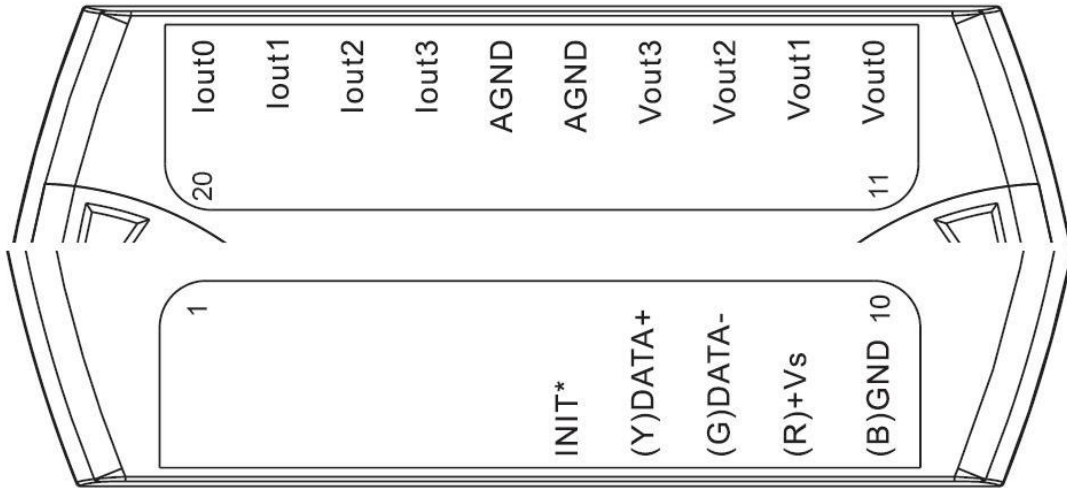 Iout0
Iout1
Iout2
Iout3
AGND
AGND
Vout3
Vout2
Vout1
Vout0
20
11
1
INIT*
(Y)DATA+
(G)DATA-
(R)+Vs
(B)GND 10